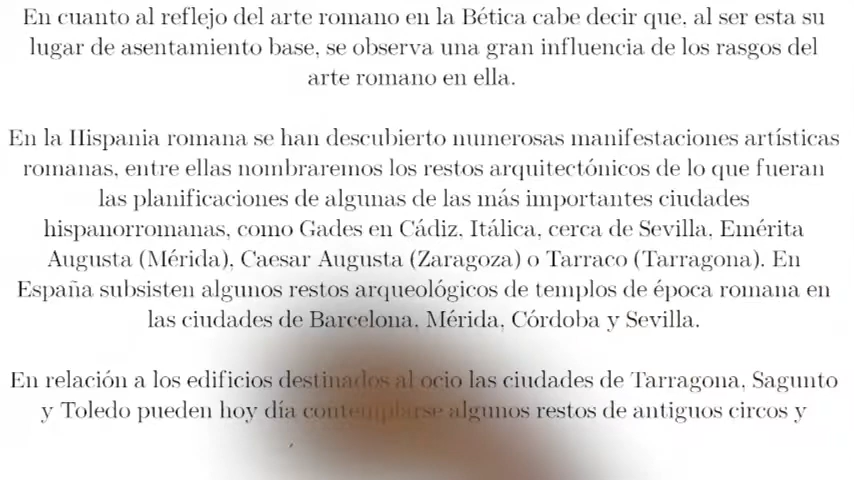 En cuanto al reflejo del arte romano en la Bética cabe decir que, al ser esta su
lugar de asentamiento base, se observa una gran influencia de los rasgos del
arte romano en ella.
En la Hispania romana se han descubierto numerosas manifestaciones artísticas
romanas, entre ellas nombraremos los restos arquitectónicos de lo que fueran
las planificaciones de algunas de las más importantes ciudades
hispanorromanas, como Gades en Cádiz, Itálica, cerca de Sevilla, Emérita
Augusta (Mérida), Caesar Augusta (Zaragoza) o Tarraco (Tarragona). En
España subsisten algunos restos arqueológicos de templos de época romana en
las ciudades de Barcelona, Mérida, Córdoba y Sevilla.
En relación a los edificios destinados al ocio las ciudades de Tarragona, Sagunto
y Toledo pueden hoy día contemplarse algunos restos de antiguos circos y